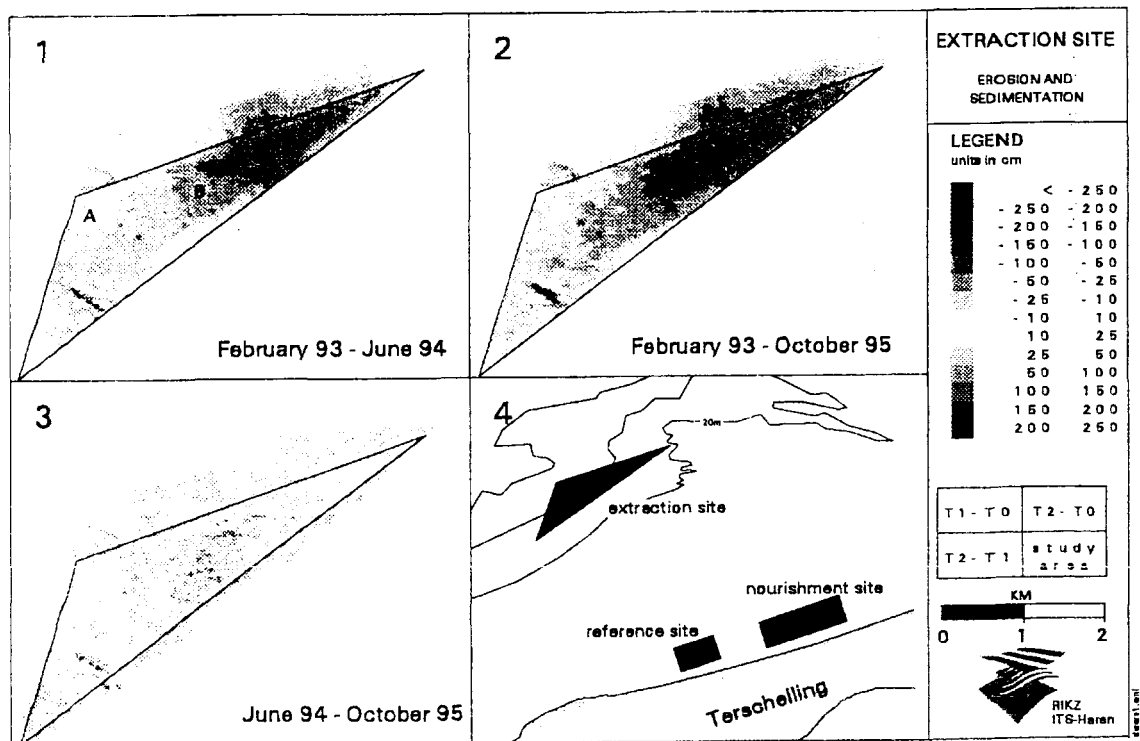 1
A
B
February 93 - June 94
2
February 93 - October 95
3
June 94 - October 95
4
20m
extraction site
nourishment site
reference site
Terschelling
EXTRACTION SITE
EROSION AND
SEDIMENTATION
LEGEND
units in cm
< -250
-250 -200
-200 -150
-150 -100
-100 -50
-50 -25
-25 -10
-10 10
10 25
25 50
50 100
100 150
150 200
200 250
T1 - T0 T2 - T0
T2 - T1 study
area
KM
0 1 2
RIKZ
ITS-Haren